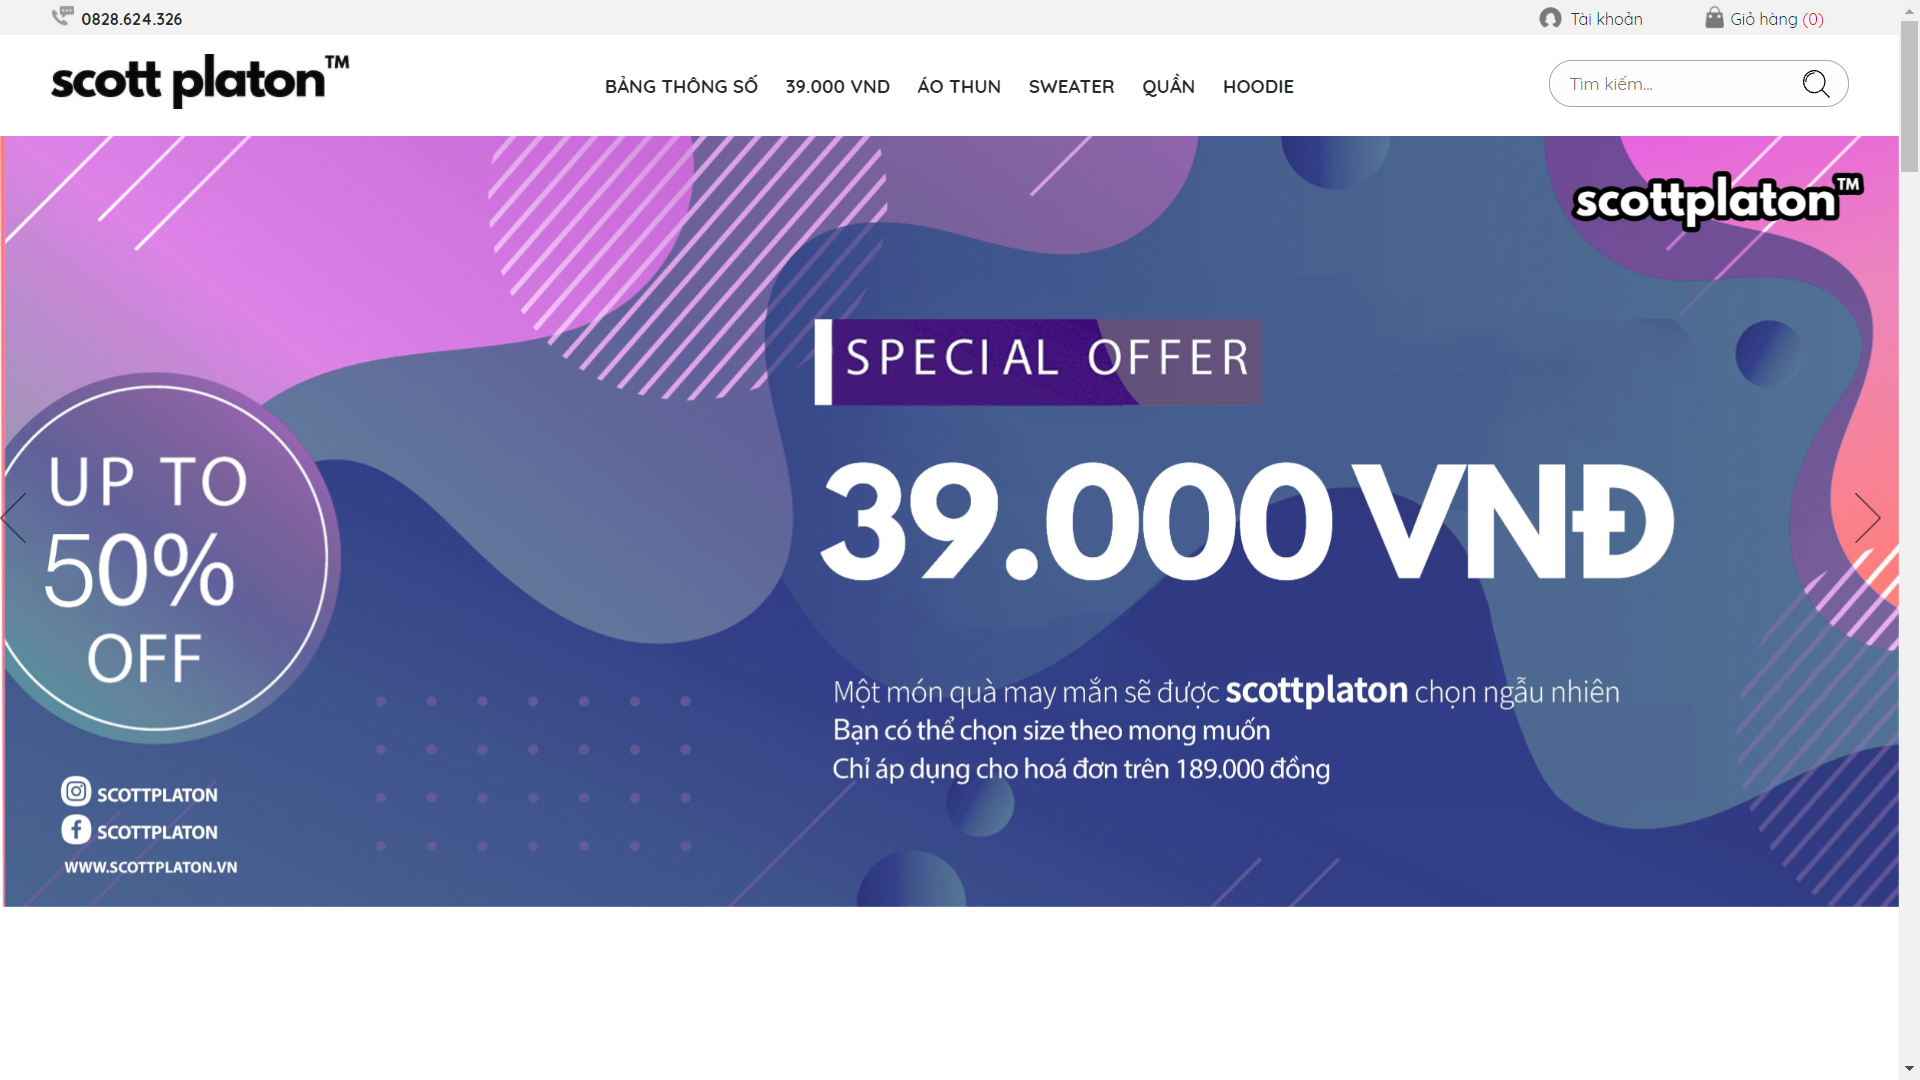 0828.624.326
Tài khoản
Giỏ hàng (0)
scott platon™
BẢNG THÔNG SỐ
39.000 VND
ÁO THUN
SWEATER
QUẦN
HOODIE
Tìm kiếm...
scottplaton™
SPECIAL OFFER
UP TO
50%
OFF
39.000 VNĐ
Một món quà may mắn sẽ được scottplaton chọn ngẫu nhiên
Bạn có thể chọn size theo mong muốn
Chỉ áp dụng cho hoá đơn trên 189.000 đồng
SCOTTPLATON
SCOTTPLATON
WWW.SCOTTPLATON.VN